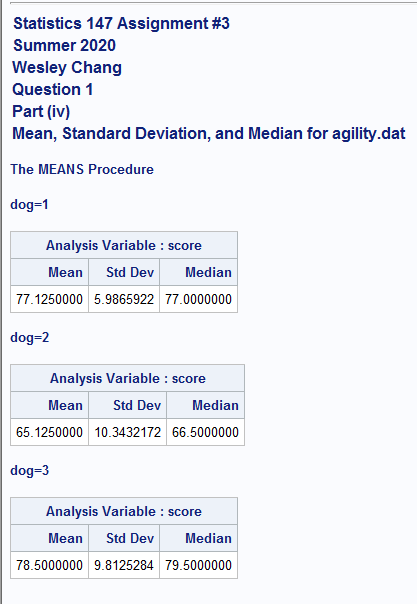 Statistics 147 Assignment #3
Summer 2020
Wesley Chang
Question 1
Part (iv)
Mean, Standard Deviation, and Median for agility.dat
The MEANS Procedure
dog=1
Analysis Variable : score
Mean Std Dev Median
77.1250000 5.9865922 77.0000000
dog=2
Analysis Variable : score
Mean Std Dev Median
65.1250000 10.3432172 66.5000000
dog=3
Analysis Variable : score
Mean Std Dev Median
78.5000000 9.8125284 79.5000000